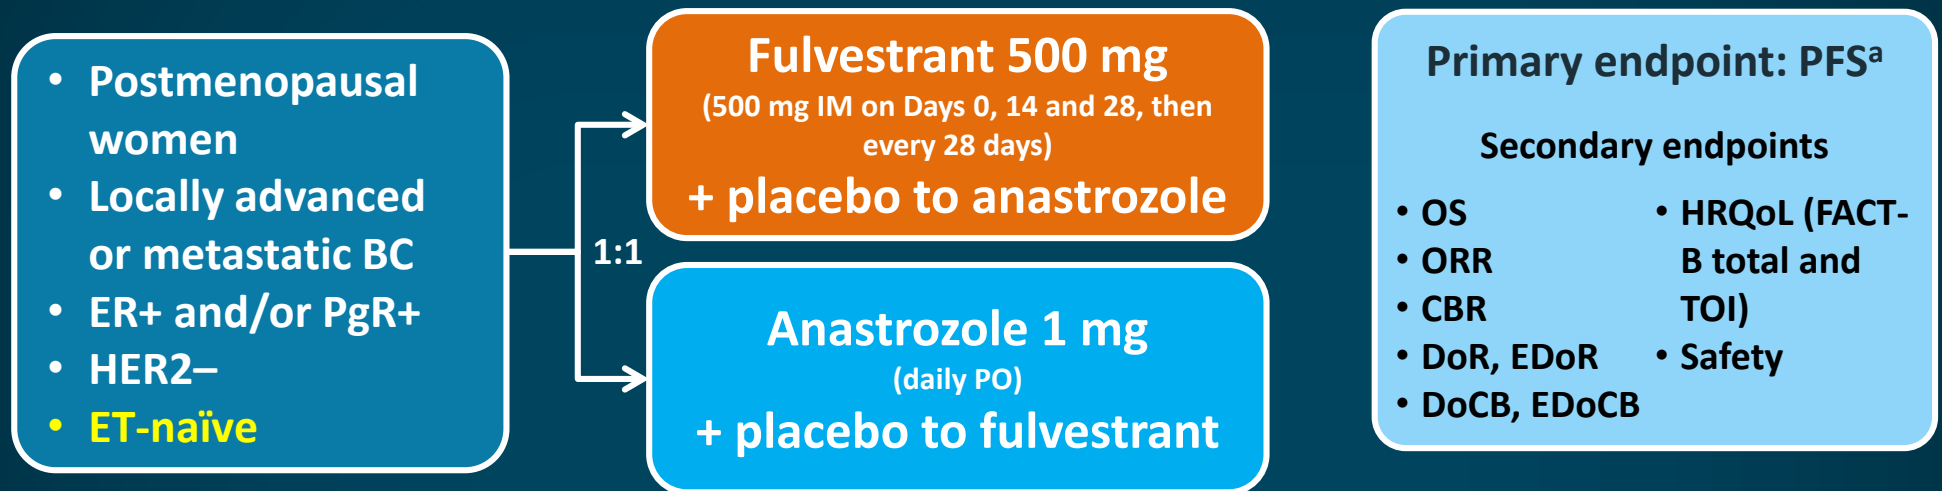 • Postmenopausal
women
• Locally advanced
or metastatic BC
• ER+ and/or PgR+
• HER2–
• ET-naïve
1:1
Fulvestrant 500 mg
(500 mg IM on Days 0, 14 and 28, then
every 28 days)
+ placebo to anastrozole
Anastrozole 1 mg
(daily PO)
+ placebo to fulvestrant
Primary endpoint: PFSᵃ
Secondary endpoints
• OS
• ORR
• CBR
• DoR, EDoR
• DoCB, EDoCB
• HRQoL (FACT-
B total and
TOI)
• Safety